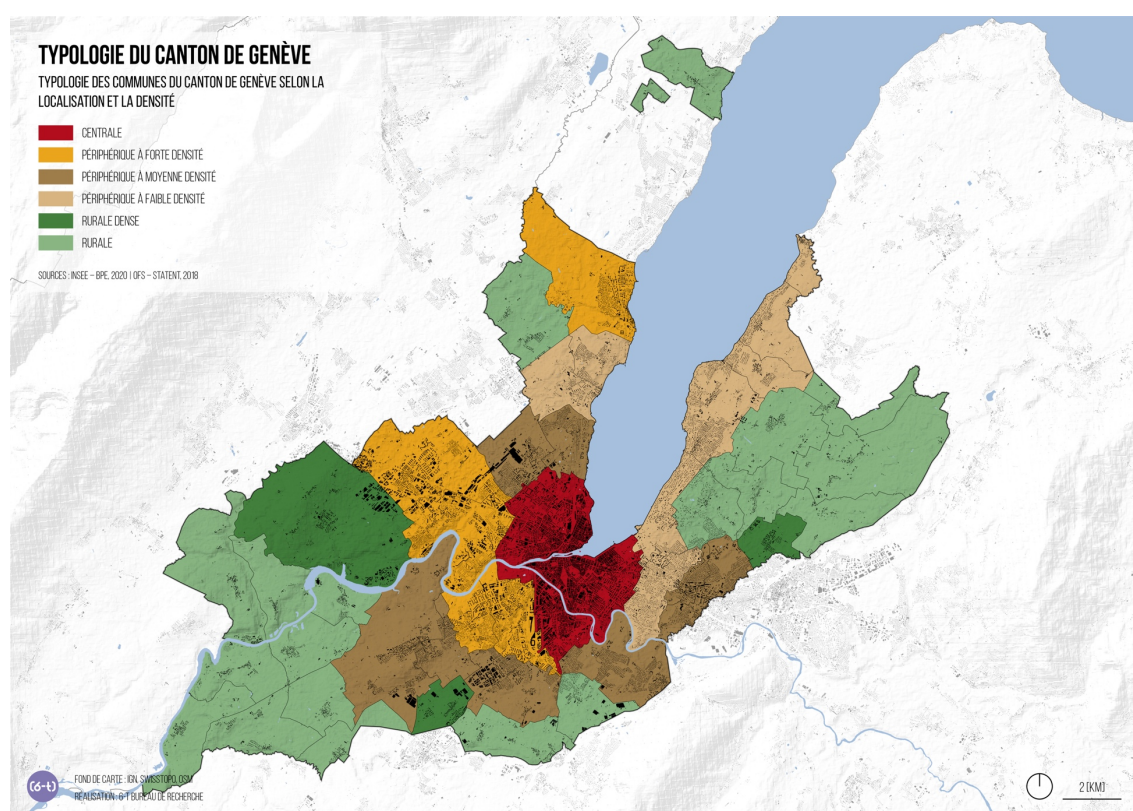 TYPOLOGIE DU CANTON DE GENÈVE
TYPOLOGIE DES COMMUNES DU CANTON DE GENÈVE SELON LA
LOCALISATION ET LA DENSITÉ
CENTRALE
PÉRIPHÉRIQUE À FORTE DENSITÉ
PÉRIPHÉRIQUE À MOYENNE DENSITÉ
PÉRIPHÉRIQUE À FAIBLE DENSITÉ
RURALE DENSE
RURALE
SOURCES : INSEE – BPE, 2020 | OFS – STATENT, 2018
(6-t)
FOND DE CARTE : IGN, SWISSTOPO, OSM
RÉALISATION : 6-T BUREAU DE RECHERCHE
2 [KM]